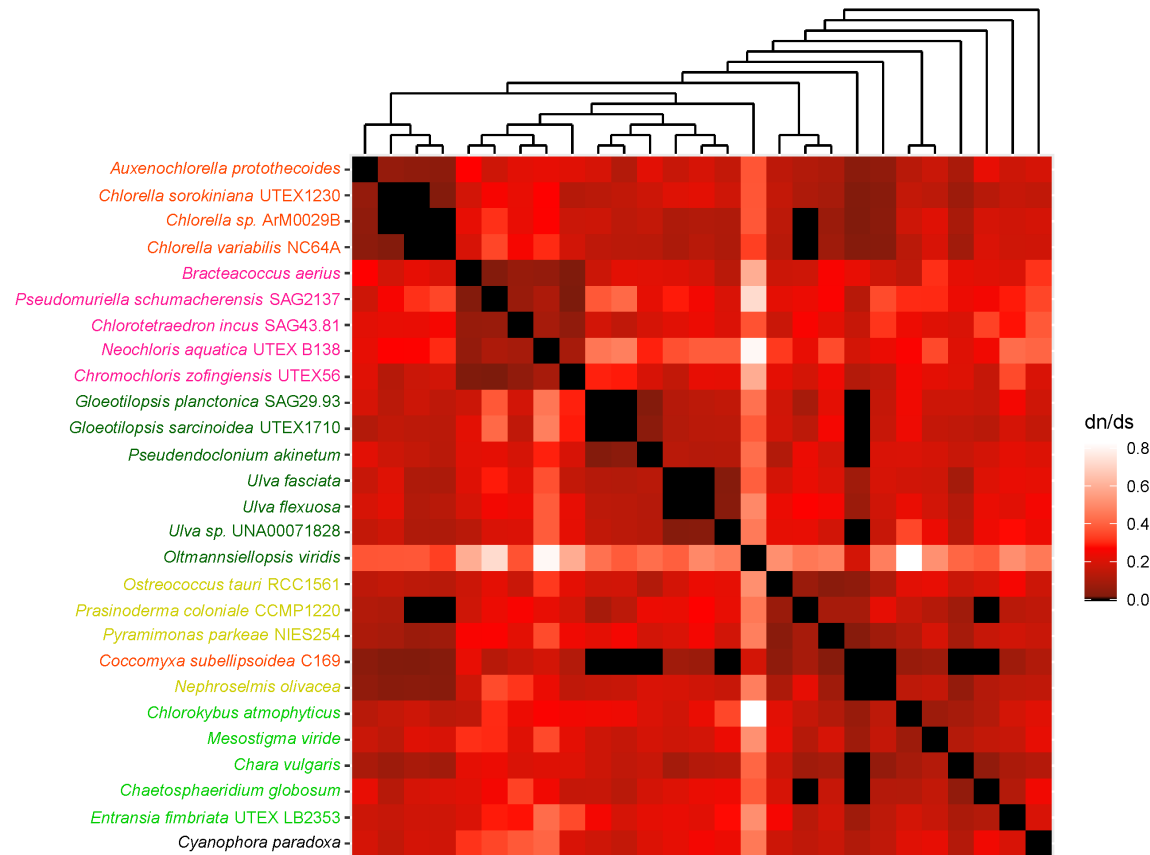 Auxenochlorella protothecoides
Chlorella sorokiniana UTEX1230
Chlorella sp. ArM0029B
Chlorella variabilis NC64A
Bracteacoccus aerius
Pseudomuriella schumacherensis SAG2137
Chlorotetraedron incus SAG43.81
Neochloris aquatica UTEX B138
Chromochloris zofingiensis UTEX56
Gloeotilopsis planctonica SAG29.93
Gloeotilopsis sarcinoidea UTEX1710
Pseudendoclonium akinetum
Ulva fasciata
Ulva flexuosa
Ulva sp. UNA00071828
Oltmannsiellopsis viridis
Ostreococcus tauri RCC1561
Prasinoderma coloniale CCMP1220
Pyramimonas parkeae NIES254
Coccomyxa subellipsoidea C169
Nephroselmis olivacea
Chlorokybus atmophyticus
Mesostigma viride
Chara vulgaris
Chaetosphaeridium globosum
Entransia fimbriata UTEX LB2353
Cyanophora paradoxa
dn/ds
0.8
0.6
0.4
0.2
0.0